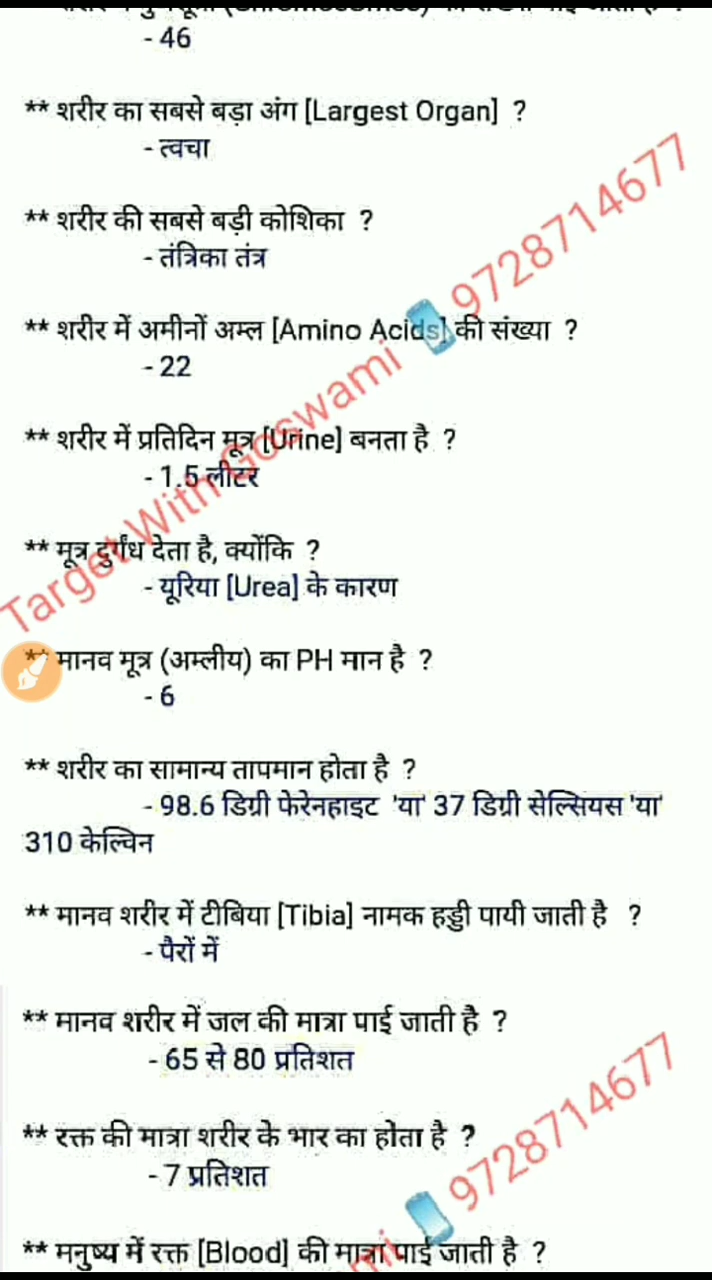 - 46
** शरीर का सबसे बड़ा अंग [Largest Organ] ?
- त्वचा
** शरीर की सबसे बड़ी कोशिका ?
- तंत्रिका तंत्र
** शरीर में अमीनों अम्ल [Amino Acids] की संख्या ?
- 22
** शरीर में प्रतिदिन मूत्र [Urine] बनता है ?
- 1.5 लीटर
** मूत्र दुर्गंध देता है, क्योंकि ?
- यूरिया [Urea] के कारण
** मानव मूत्र (अम्लीय) का PH मान है ?
- 6
** शरीर का सामान्य तापमान होता है ?
- 98.6 डिग्री फेरेनहाइट 'या' 37 डिग्री सेल्सियस 'या'
310 केल्विन
** मानव शरीर में टीबिया [Tibia] नामक हड्डी पायी जाती है ?
- पैरों में
** मानव शरीर में जल की मात्रा पाई जाती है ?
- 65 से 80 प्रतिशत
** रक्त की मात्रा शरीर के भार का होता है ?
- 7 प्रतिशत
** मनुष्य में रक्त [Blood] की मात्रा पाई जाती है ?
Target With Goswami 9728714677
9728714677